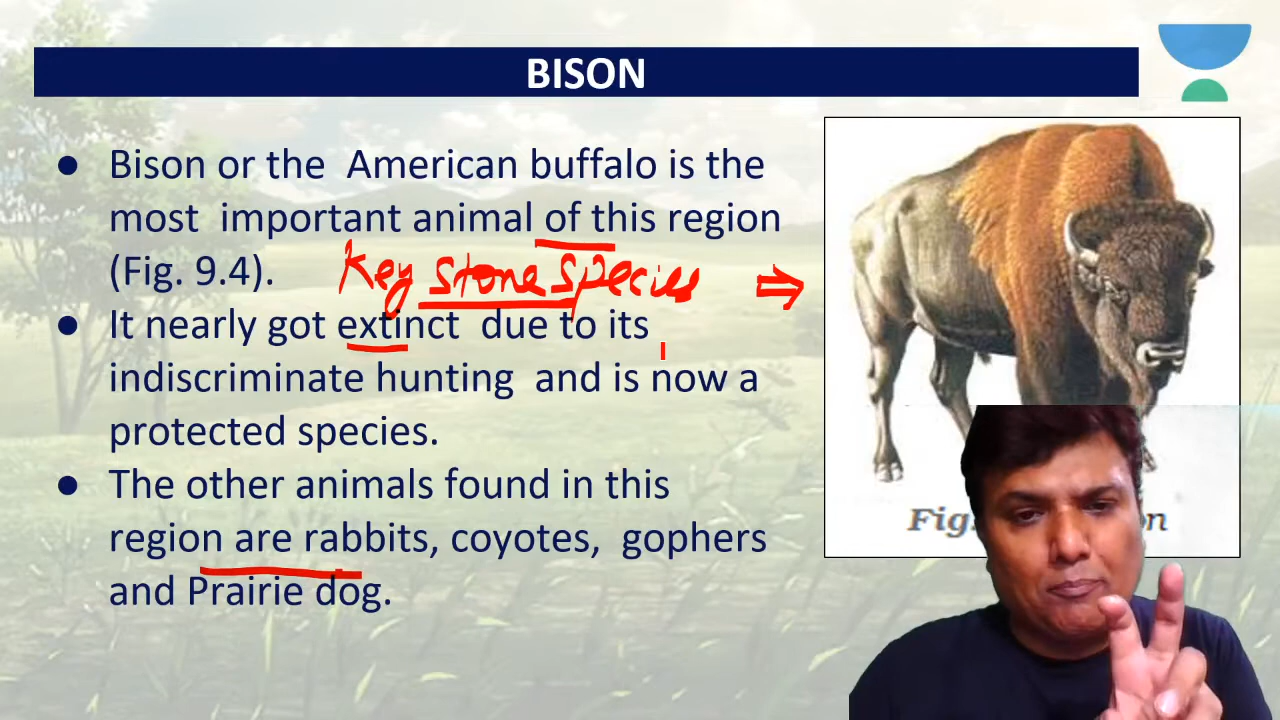 BISON
● Bison or the American buffalo is the
most important animal of this region
(Fig. 9.4).
Key stone species ⇒
● It nearly got extinct due to its
indiscriminate hunting and is now a
protected species.
● The other animals found in this
region are rabbits, coyotes, gophers
and Prairie dog.
Fig
on